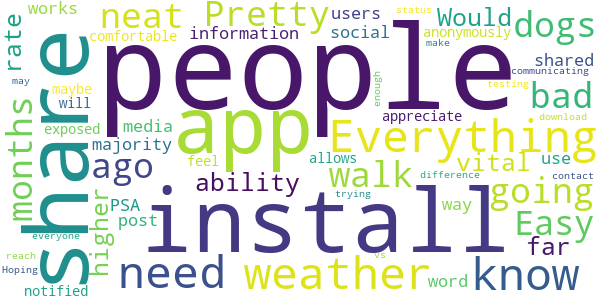 works
neat
Pretty
users
status
Would
dogs
comfortable
information
social
make
anonymously
rate
maybe
will
people
shared
may
share
communicating
enough
testing
bad
months
exposed
media
app
appreciate
download
majority
Everything
ago
feel
allows
vital
use
walk
difference
contact
ability
trying
going
PSA
higher
post
install
way
Easy
everyone
far
reach
need
weather
vs
word
know
Hoping
notified